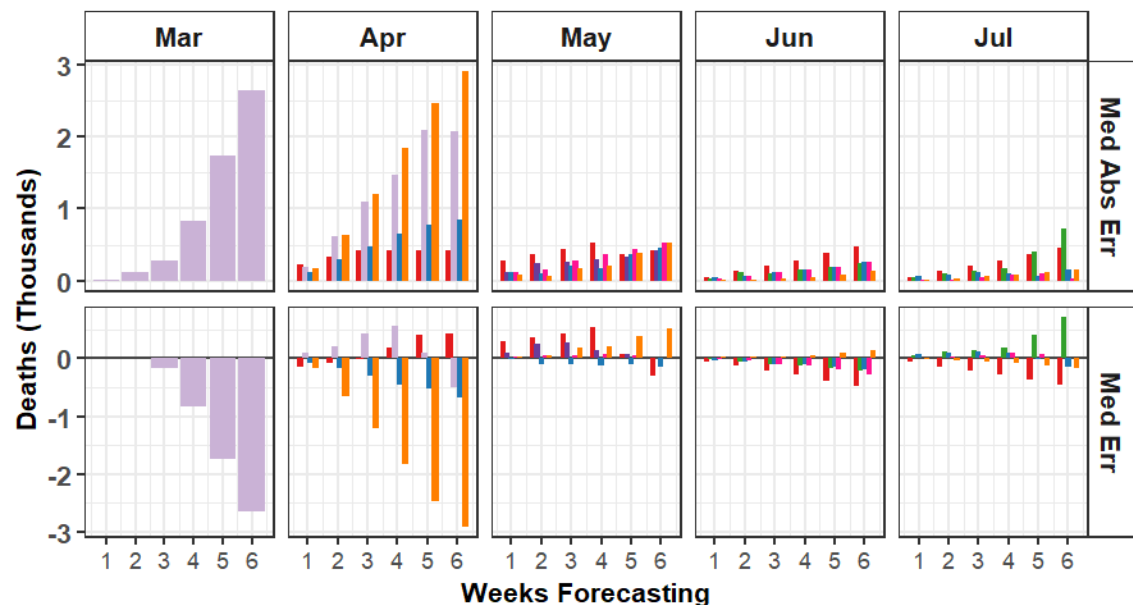 Mar Apr May Jun Jul
3
2
1
0
Med Abs Err
Deaths (Thousands)
0
-1
-2
-3
Med Err
1 2 3 4 5 6 1 2 3 4 5 6 1 2 3 4 5 6 1 2 3 4 5 6 1 2 3 4 5 6
Weeks Forecasting